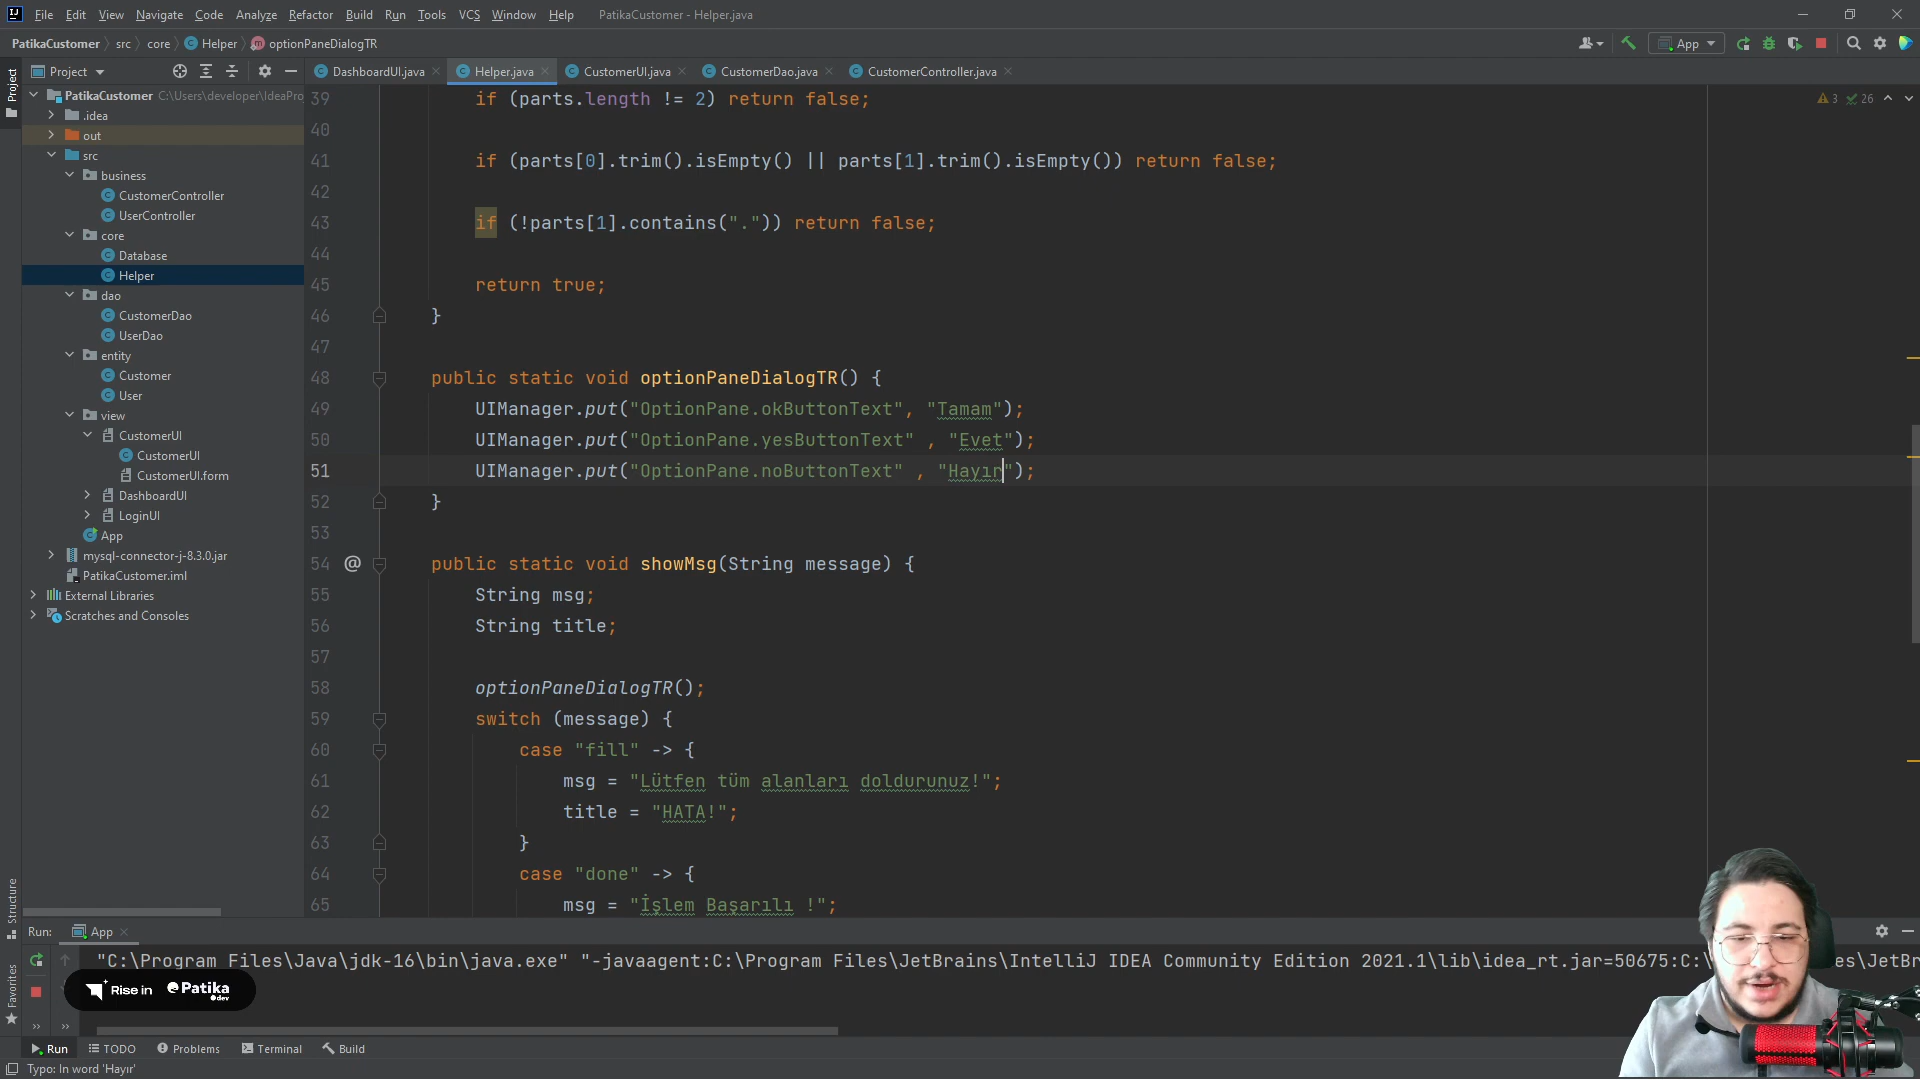 File Edit View Navigate Code Analyze Refactor Build Run Tools VCS Window Help PatikaCustomer - Helper.java
PatikaCustomer src core Helper optionPaneDialogTR
App
Project
Project
DashboardUI.java Helper.java CustomerUI.java CustomerDao.java CustomerController.java
PatikaCustomer C:\Users\developer\IdeaPro
.idea
out
src
business
CustomerController
UserController
core
Database
Helper
dao
CustomerDao
UserDao
entity
Customer
User
view
CustomerUI
CustomerUI
CustomerUI.form
DashboardUI
LoginUI
App
mysql-connector-j-8.3.0.jar
PatikaCustomer.iml
External Libraries
Scratches and Consoles
3 26
39 if (parts.length != 2) return false;
40
41 if (parts[0].trim().isEmpty() || parts[1].trim().isEmpty()) return false;
42
43 if (!parts[1].contains(".")) return false;
44
45 return true;
46 }
47
48 public static void optionPaneDialogTR() {
49 UIManager.put("OptionPane.okButtonText", "Tamam");
50 UIManager.put("OptionPane.yesButtonText" , "Evet");
51 UIManager.put("OptionPane.noButtonText" , "Hayır");
52 }
53
54 @ public static void showMsg(String message) {
55 String msg;
56 String title;
57
58 optionPaneDialogTR();
59 switch (message) {
60 case "fill" -> {
61 msg = "Lütfen tüm alanları doldurunuz!";
62 title = "HATA!";
63 }
64 case "done" -> {
65 msg = "İşlem Başarılı !";
Structure
Favorites
Run: App
"C:\Program Files\Java\jdk-16\bin\java.exe" "-javaagent:C:\Program Files\JetBrains\IntelliJ IDEA Community Edition 2021.1\lib\idea_rt.jar=50675:C:\ es\JetBr
Rise in Patika.dev
Run TODO Problems Terminal Build
Typo: In word 'Hayır'